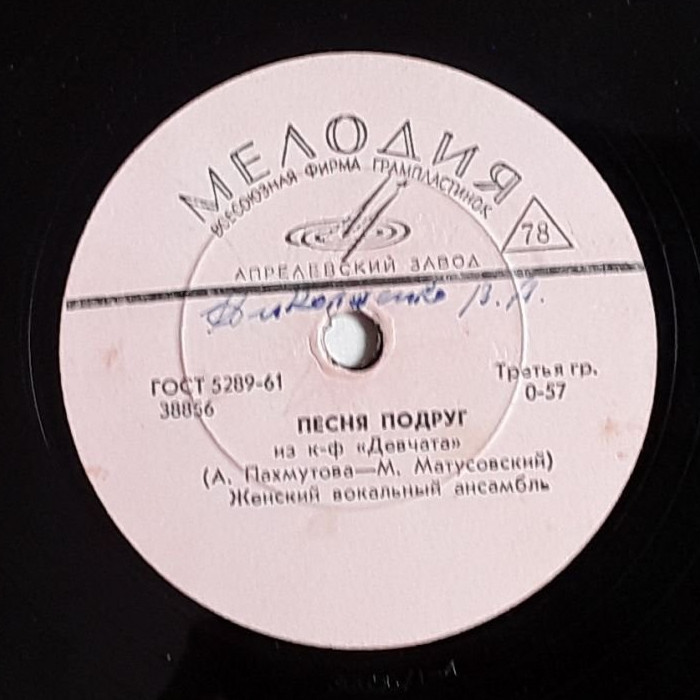 МЕЛОДИЯ
ВСЕСОЮЗНАЯ ФИРМА ГРАМПЛАСТИНОК
78
АПРЕЛЕВСКИЙ ЗАВОД
В. И.
ГОСТ 5289-61
38856
Третья гр.
0-57
ПЕСНЯ ПОДРУГ
из к-ф «Девчата»
(А. Пахмутова—М. Матусовский)
Женский вокальный ансамбль